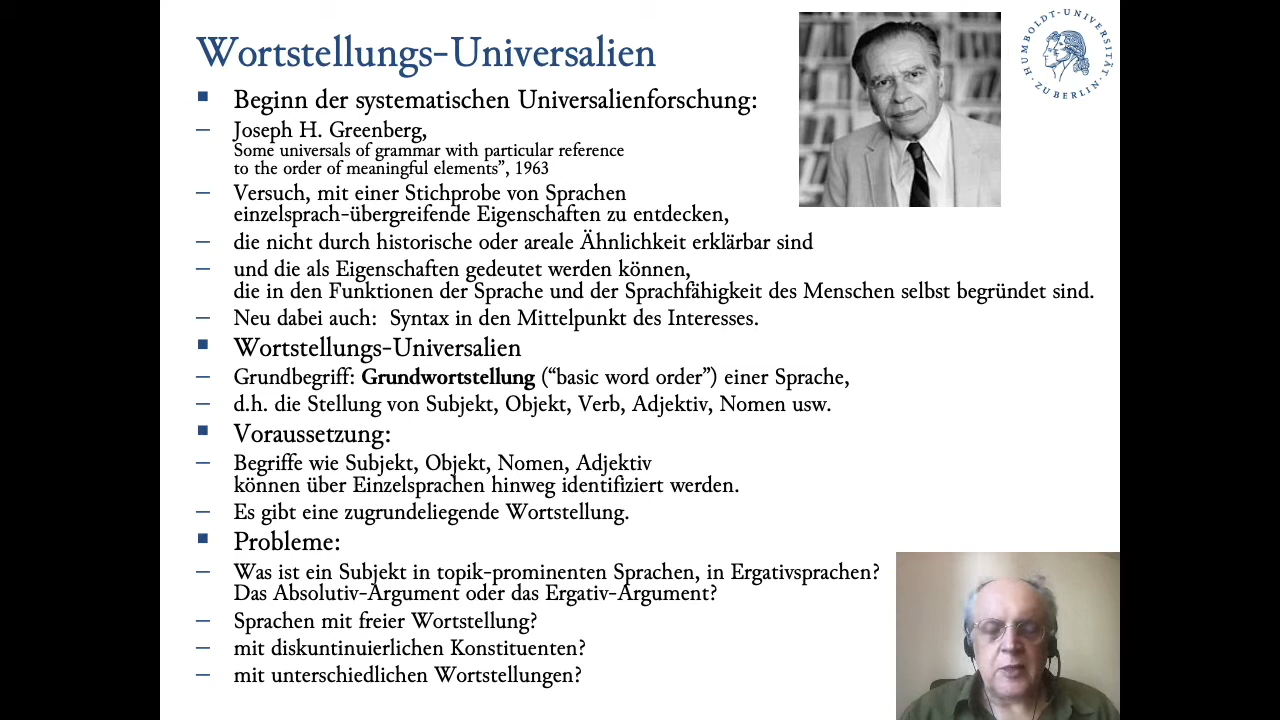 Wortstellungs-Universalien
▪ Beginn der systematischen Universalienforschung:
– Joseph H. Greenberg,
Some universals of grammar with particular reference
to the order of meaningful elements”, 1963
– Versuch, mit einer Stichprobe von Sprachen
einzelsprach-übergreifende Eigenschaften zu entdecken,
– die nicht durch historische oder areale Ähnlichkeit erklärbar sind
– und die als Eigenschaften gedeutet werden können,
die in den Funktionen der Sprache und der Sprachfähigkeit des Menschen selbst begründet sind.
– Neu dabei auch: Syntax in den Mittelpunkt des Interesses.
▪ Wortstellungs-Universalien
– Grundbegriff: Grundwortstellung (“basic word order”) einer Sprache,
– d.h. die Stellung von Subjekt, Objekt, Verb, Adjektiv, Nomen usw.
▪ Voraussetzung:
– Begriffe wie Subjekt, Objekt, Nomen, Adjektiv
können über Einzelsprachen hinweg identifiziert werden.
– Es gibt eine zugrundeliegende Wortstellung.
▪ Probleme:
– Was ist ein Subjekt in topik-prominenten Sprachen, in Ergativsprachen?
Das Absolutiv-Argument oder das Ergativ-Argument?
– Sprachen mit freier Wortstellung?
– mit diskontinuierlichen Konstituenten?
– mit unterschiedlichen Wortstellungen?
HUMBOLDT-UNIVERSITÄT
ZU BERLIN